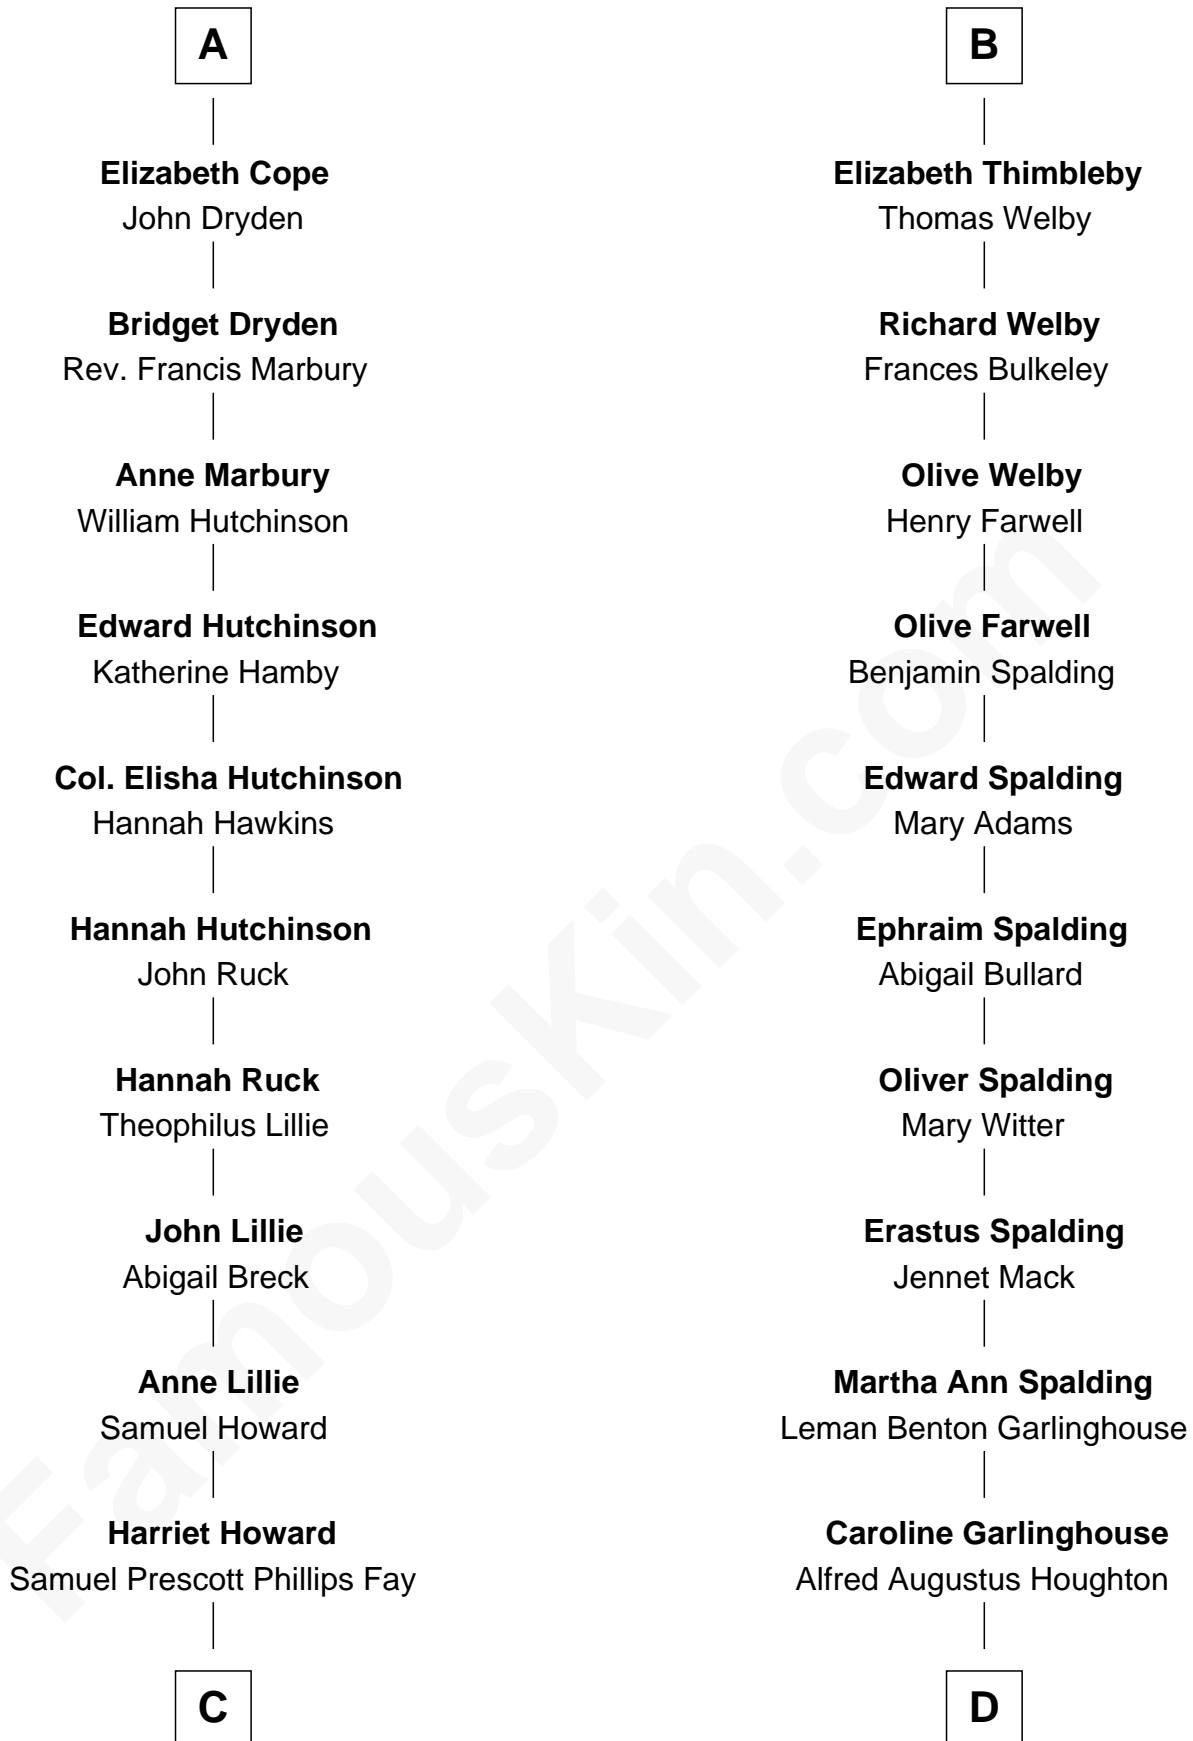 A
Elizabeth Cope
John Dryden
Bridget Dryden
Rev. Francis Marbury
Anne Marbury
William Hutchinson
Edward Hutchinson
Katherine Hamby
Col. Elisha Hutchinson
Hannah Hawkins
Hannah Hutchinson
John Ruck
Hannah Ruck
Theophilus Lillie
John Lillie
Abigail Breck
Anne Lillie
Samuel Howard
Harriet Howard
Samuel Prescott Phillips Fay
C
B
Elizabeth Thimbleby
Thomas Welby
Richard Welby
Frances Bulkeley
Olive Welby
Henry Farwell
Olive Farwell
Benjamin Spalding
Edward Spalding
Mary Adams
Ephraim Spalding
Abigail Bullard
Oliver Spalding
Mary Witter
Erastus Spalding
Jennet Mack
Martha Ann Spalding
Leman Benton Garlinghouse
Caroline Garlinghouse
Alfred Augustus Houghton
D
FamousKin.com